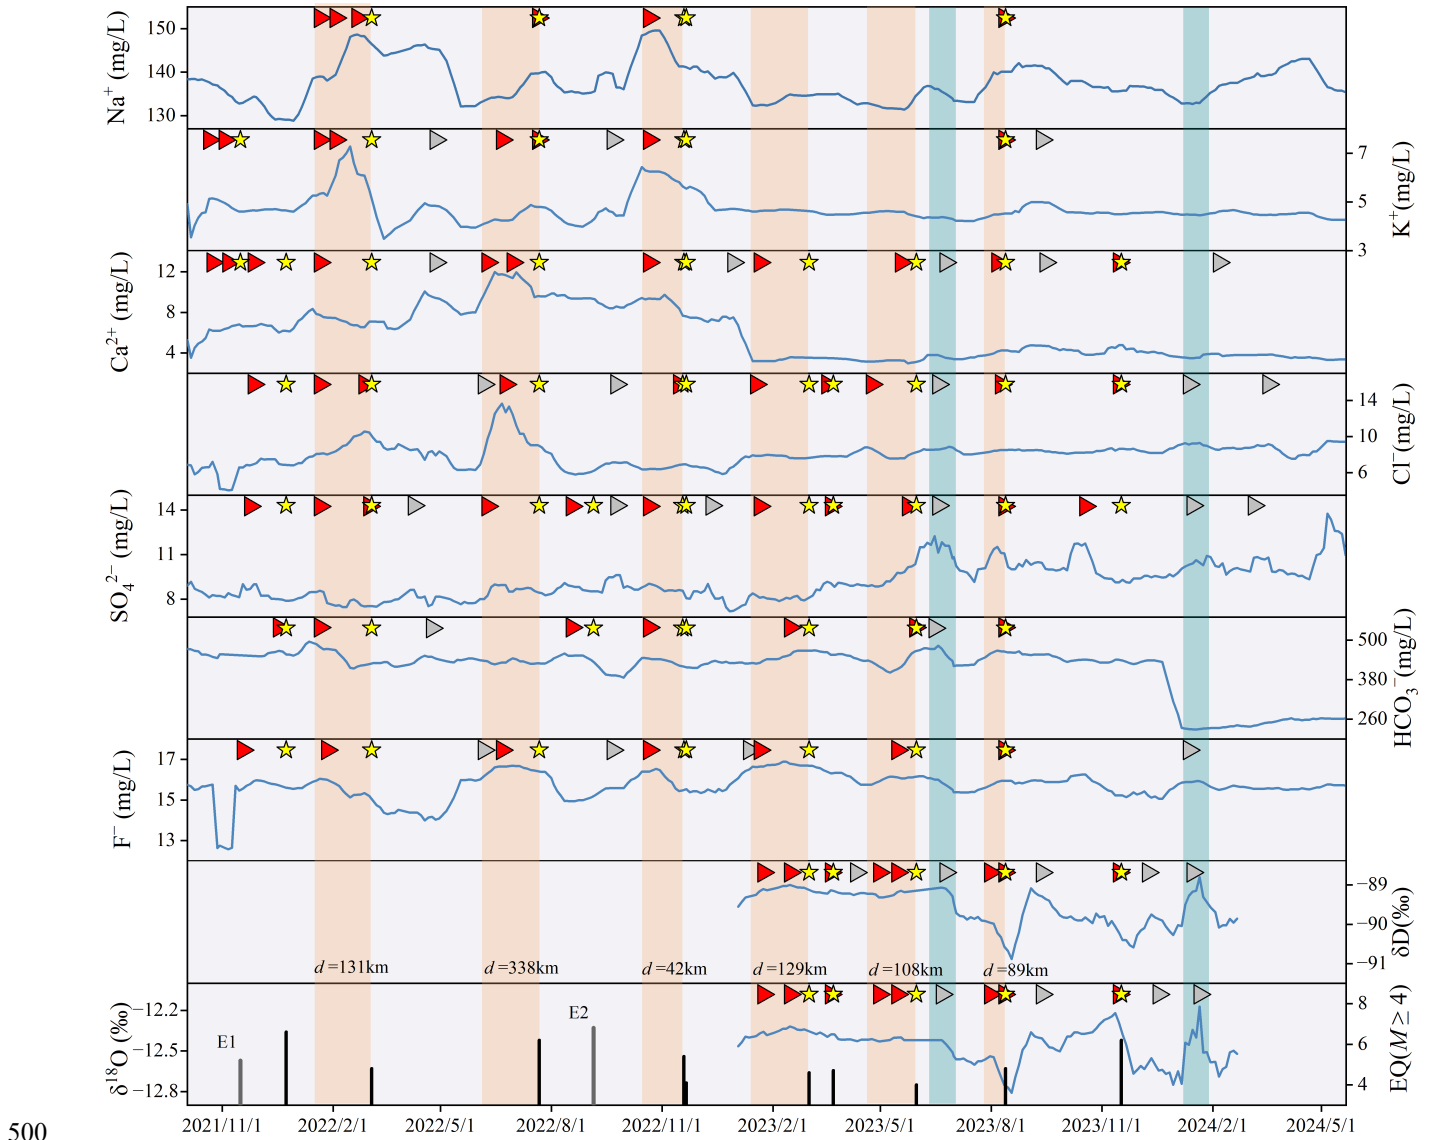 Na⁺ (mg/L)
150
140
130
K⁺(mg/L)
7
5
3
Ca²⁺ (mg/L)
12
8
4
Cl⁻(mg/L)
14
10
6
SO₄²⁻ (mg/L)
14
11
8
HCO₃⁻(mg/L)
500
380
260
F⁻ (mg/L)
17
15
13
δD(‰)
−89
−90
−91
d =131km
d =338km
d =42km
d =129km
d =108km
d =89km
δ¹⁸O (‰)
−12.2
−12.5
−12.8
E1
E2
EQ(M ≥ 4)
8
6
4
2021/11/1
2022/2/1
2022/5/1
2022/8/1
2022/11/1
2023/2/1
2023/5/1
2023/8/1
2023/11/1
2024/2/1
2024/5/1
500